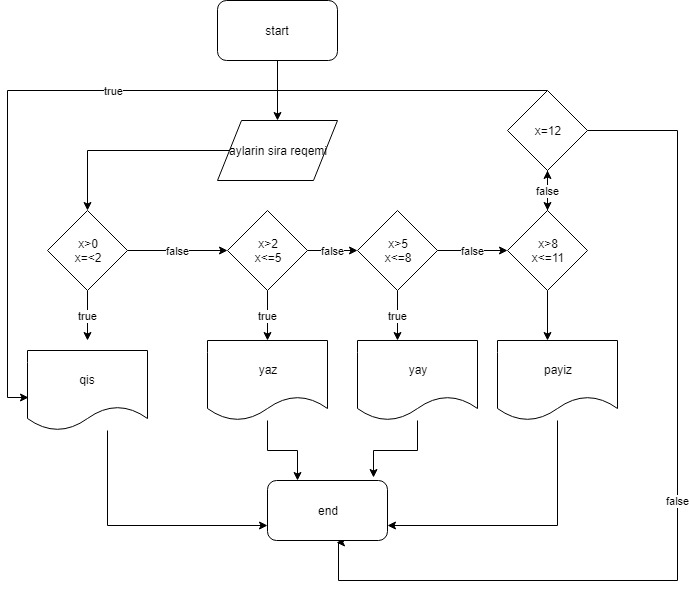 start
true
x=12
aylarin sira reqemi
false
x>0
x=<2
false
x>2
x<=5
false
x>5
x<=8
false
x>8
x<=11
true
true
true
qis
yaz
yay
payiz
false
end